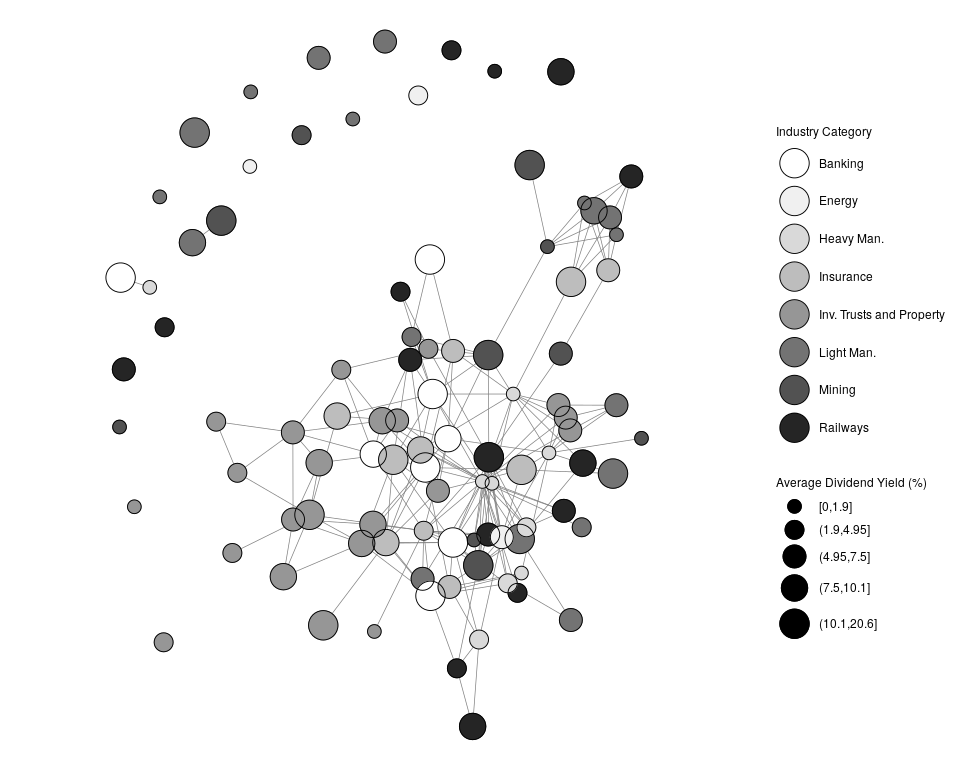 Industry Category
Banking
Energy
Heavy Man.
Insurance
Inv. Trusts and Property
Light Man.
Mining
Railways
Average Dividend Yield (%)
[0,1.9]
(1.9,4.95]
(4.95,7.5]
(7.5,10.1]
(10.1,20.6]